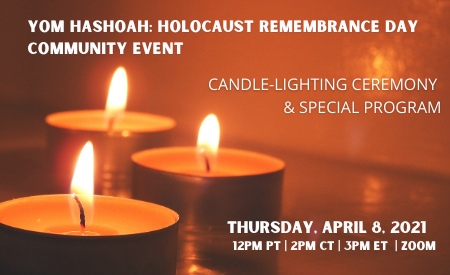 YOM HASHOAH: HOLOCAUST REMEMBRANCE DAY
COMMUNITY EVENT
CANDLE-LIGHTING CEREMONY
& SPECIAL PROGRAM
THURSDAY, APRIL 8, 2021
12PM PT | 2PM CT | 3PM ET | ZOOM